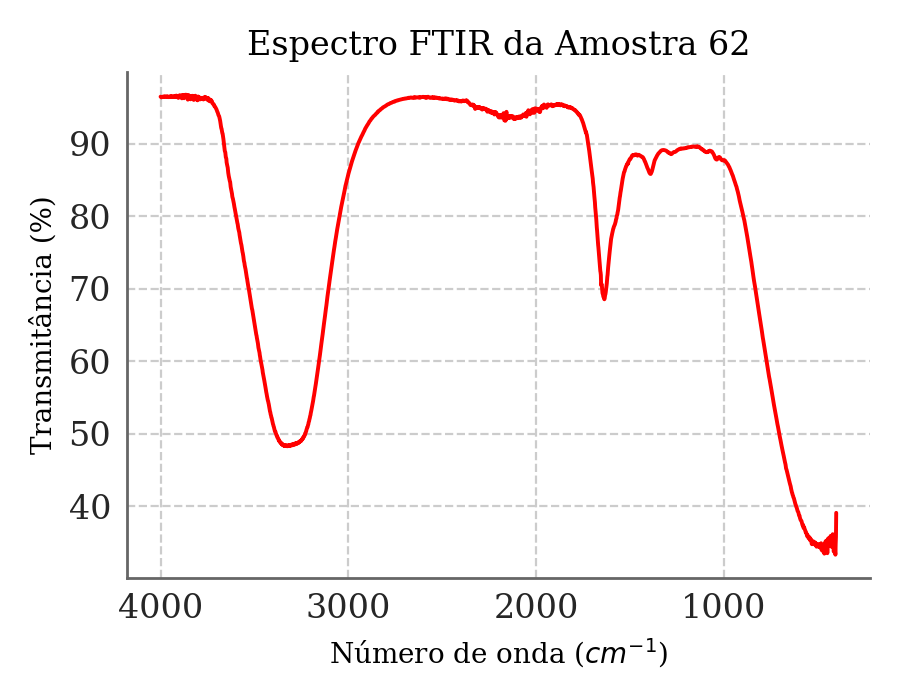 Espectro FTIR da Amostra 62
Transmitância (%)
90
80
70
60
50
40
4000 3000 2000 1000
Número de onda (cm⁻¹)